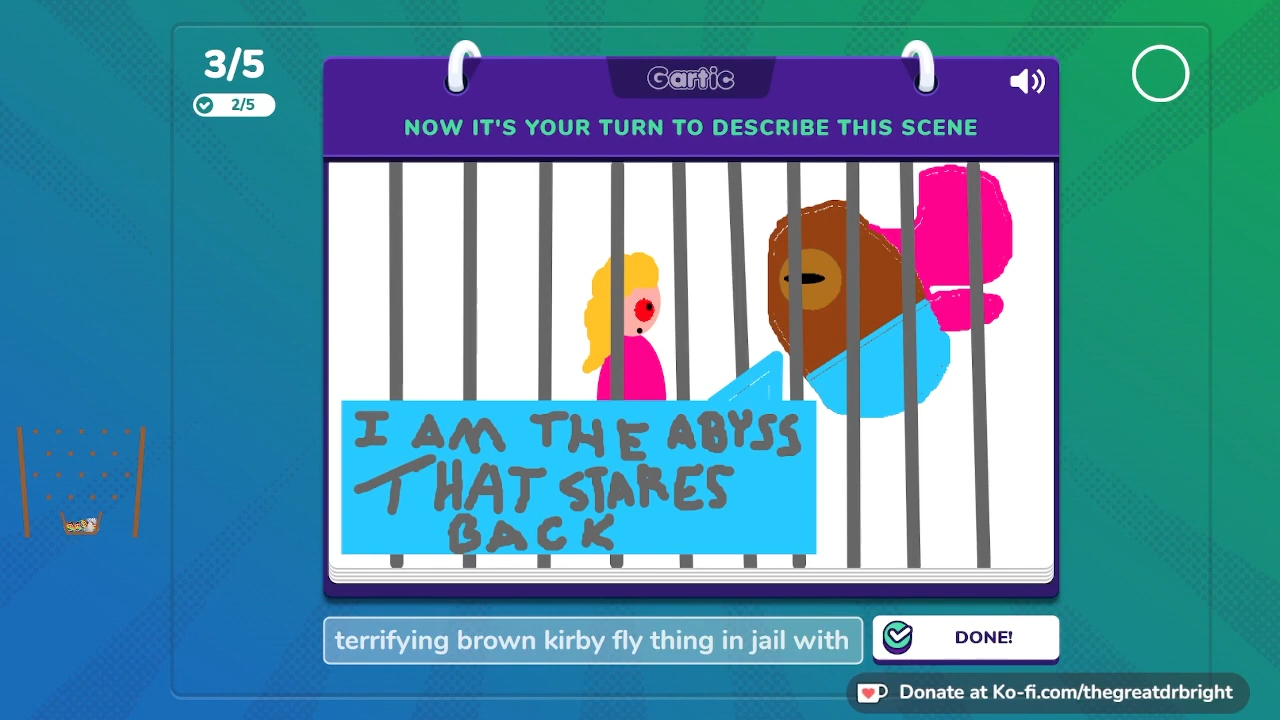 3/5
2/5
Gartic
NOW IT'S YOUR TURN TO DESCRIBE THIS SCENE
I AM THE ABYSS
THAT STARES
BACK
terrifying brown kirby fly thing in jail with
DONE!
Donate at Ko-fi.com/thegreatdrbright